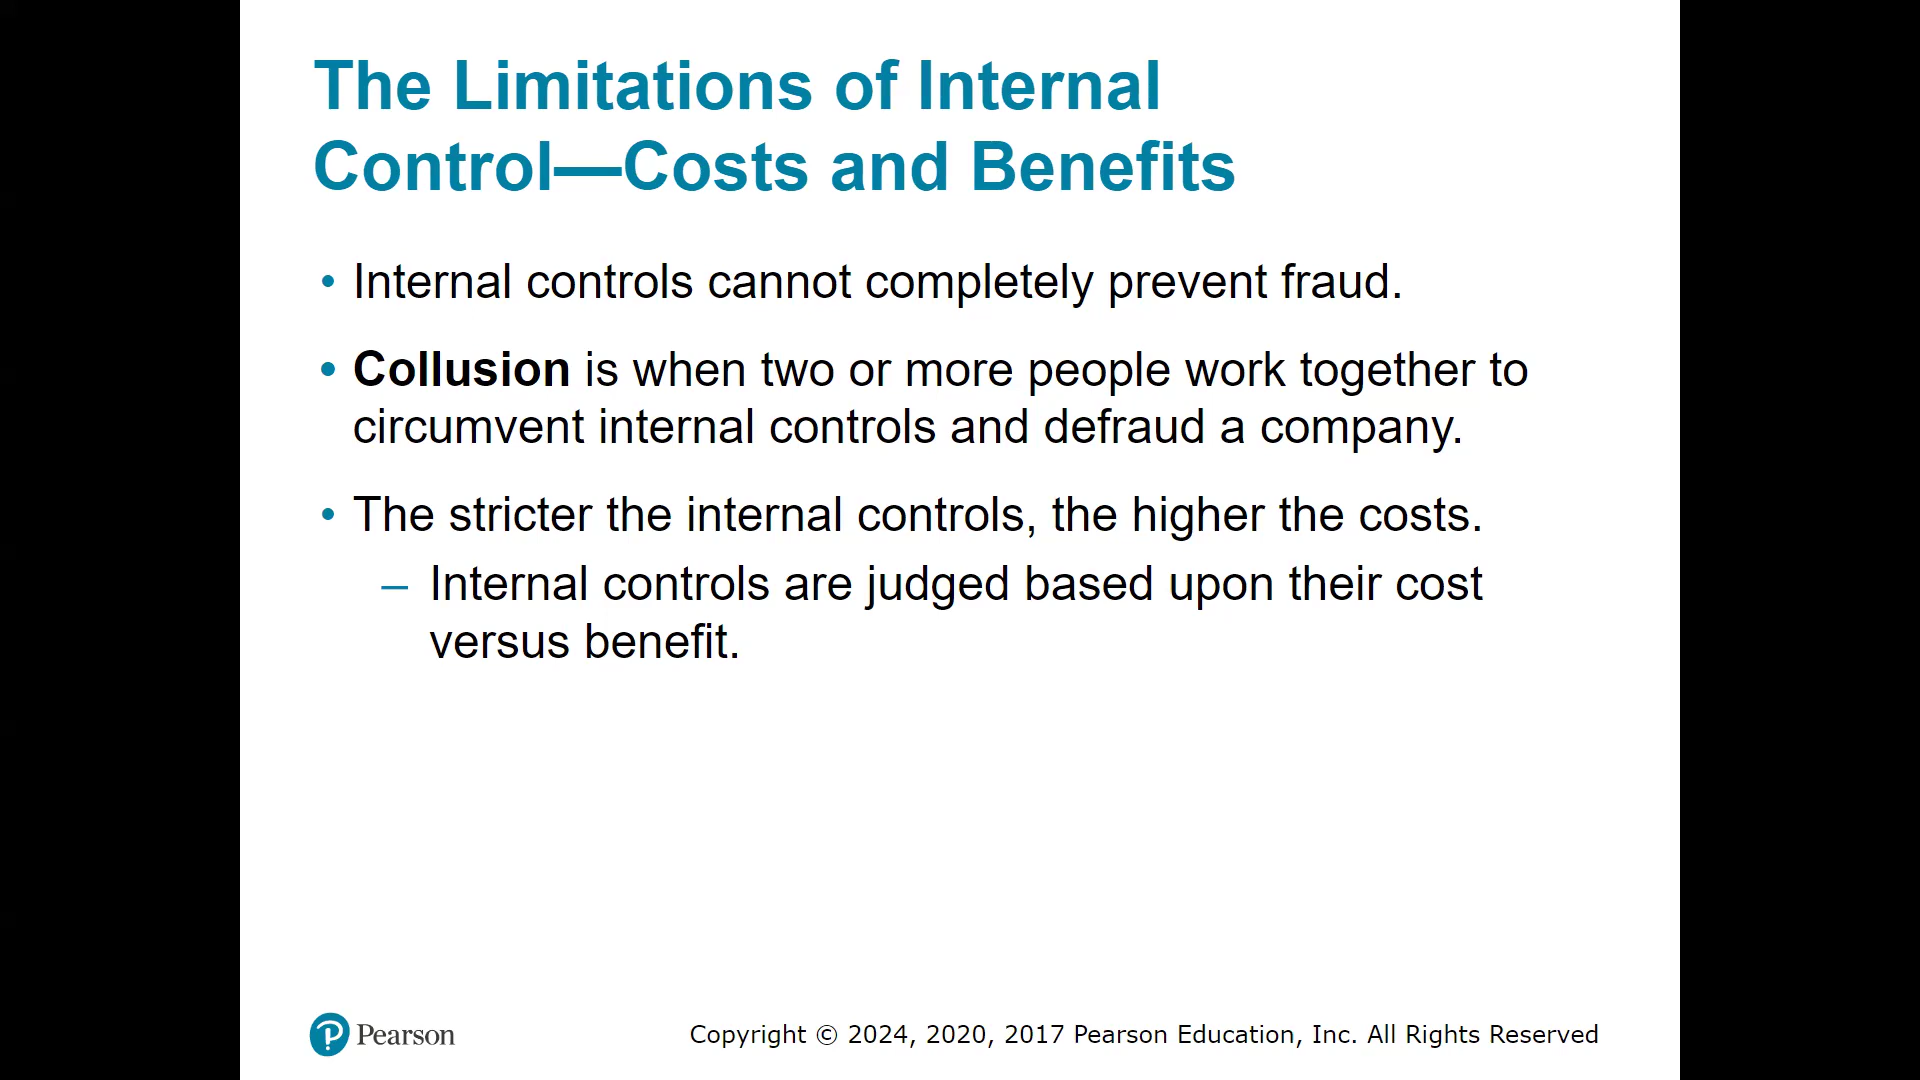 The Limitations of Internal
Control—Costs and Benefits
• Internal controls cannot completely prevent fraud.
• Collusion is when two or more people work together to
circumvent internal controls and defraud a company.
• The stricter the internal controls, the higher the costs.
– Internal controls are judged based upon their cost
versus benefit.
Pearson
Copyright © 2024, 2020, 2017 Pearson Education, Inc. All Rights Reserved